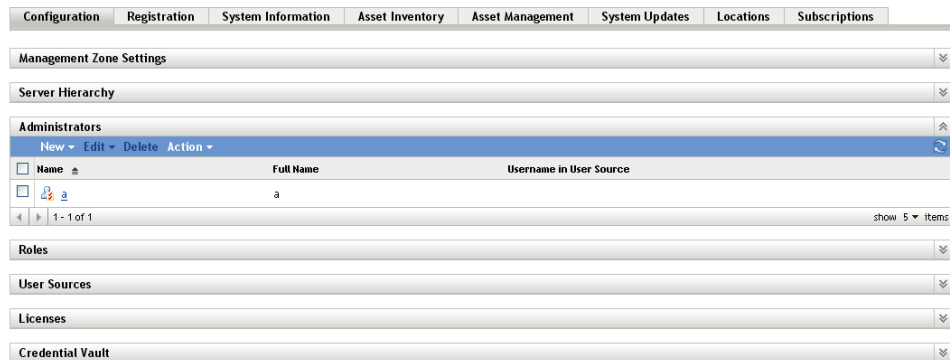 Configuration Registration System Information Asset Inventory Asset Management System Updates Locations Subscriptions
Management Zone Settings
Server Hierarchy
Administrators
New Edit Delete Action
Name Full Name Username in User Source
a a
1 - 1 of 1 show 5 items
Roles
User Sources
Licenses
Credential Vault